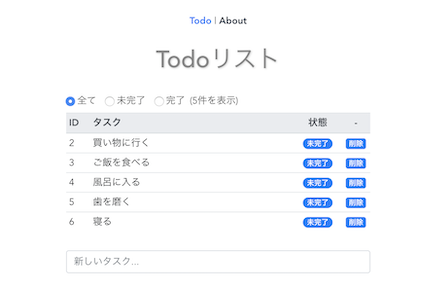 Todo | About
Todoリスト
全て 未完了 完了 (5件を表示)
ID タスク 状態 -
2 買い物に行く 未完了 削除
3 ご飯を食べる 未完了 削除
4 風呂に入る 未完了 削除
5 歯を磨く 未完了 削除
6 寝る 未完了 削除
新しいタスク...